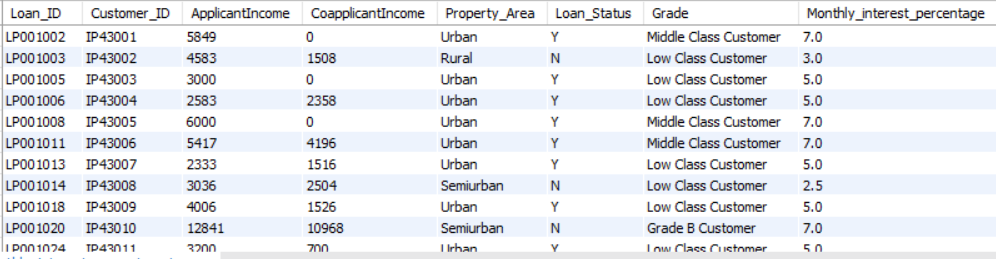 Loan_ID Customer_ID ApplicantIncome CoapplicantIncome Property_Area Loan_Status Grade Monthly_interest_percentage
LP001002 IP43001 5849 0 Urban Y Middle Class Customer 7.0
LP001003 IP43002 4583 1508 Rural N Low Class Customer 3.0
LP001005 IP43003 3000 0 Urban Y Low Class Customer 5.0
LP001006 IP43004 2583 2358 Urban Y Low Class Customer 5.0
LP001008 IP43005 6000 0 Urban Y Middle Class Customer 7.0
LP001011 IP43006 5417 4196 Urban Y Middle Class Customer 7.0
LP001013 IP43007 2333 1516 Urban Y Low Class Customer 5.0
LP001014 IP43008 3036 2504 Semiurban N Low Class Customer 2.5
LP001018 IP43009 4006 1526 Urban Y Low Class Customer 5.0
LP001020 IP43010 12841 10968 Semiurban N Grade B Customer 7.0
LP001024 IP43011 3200 700 Urban Y Low Class Customer 5.0